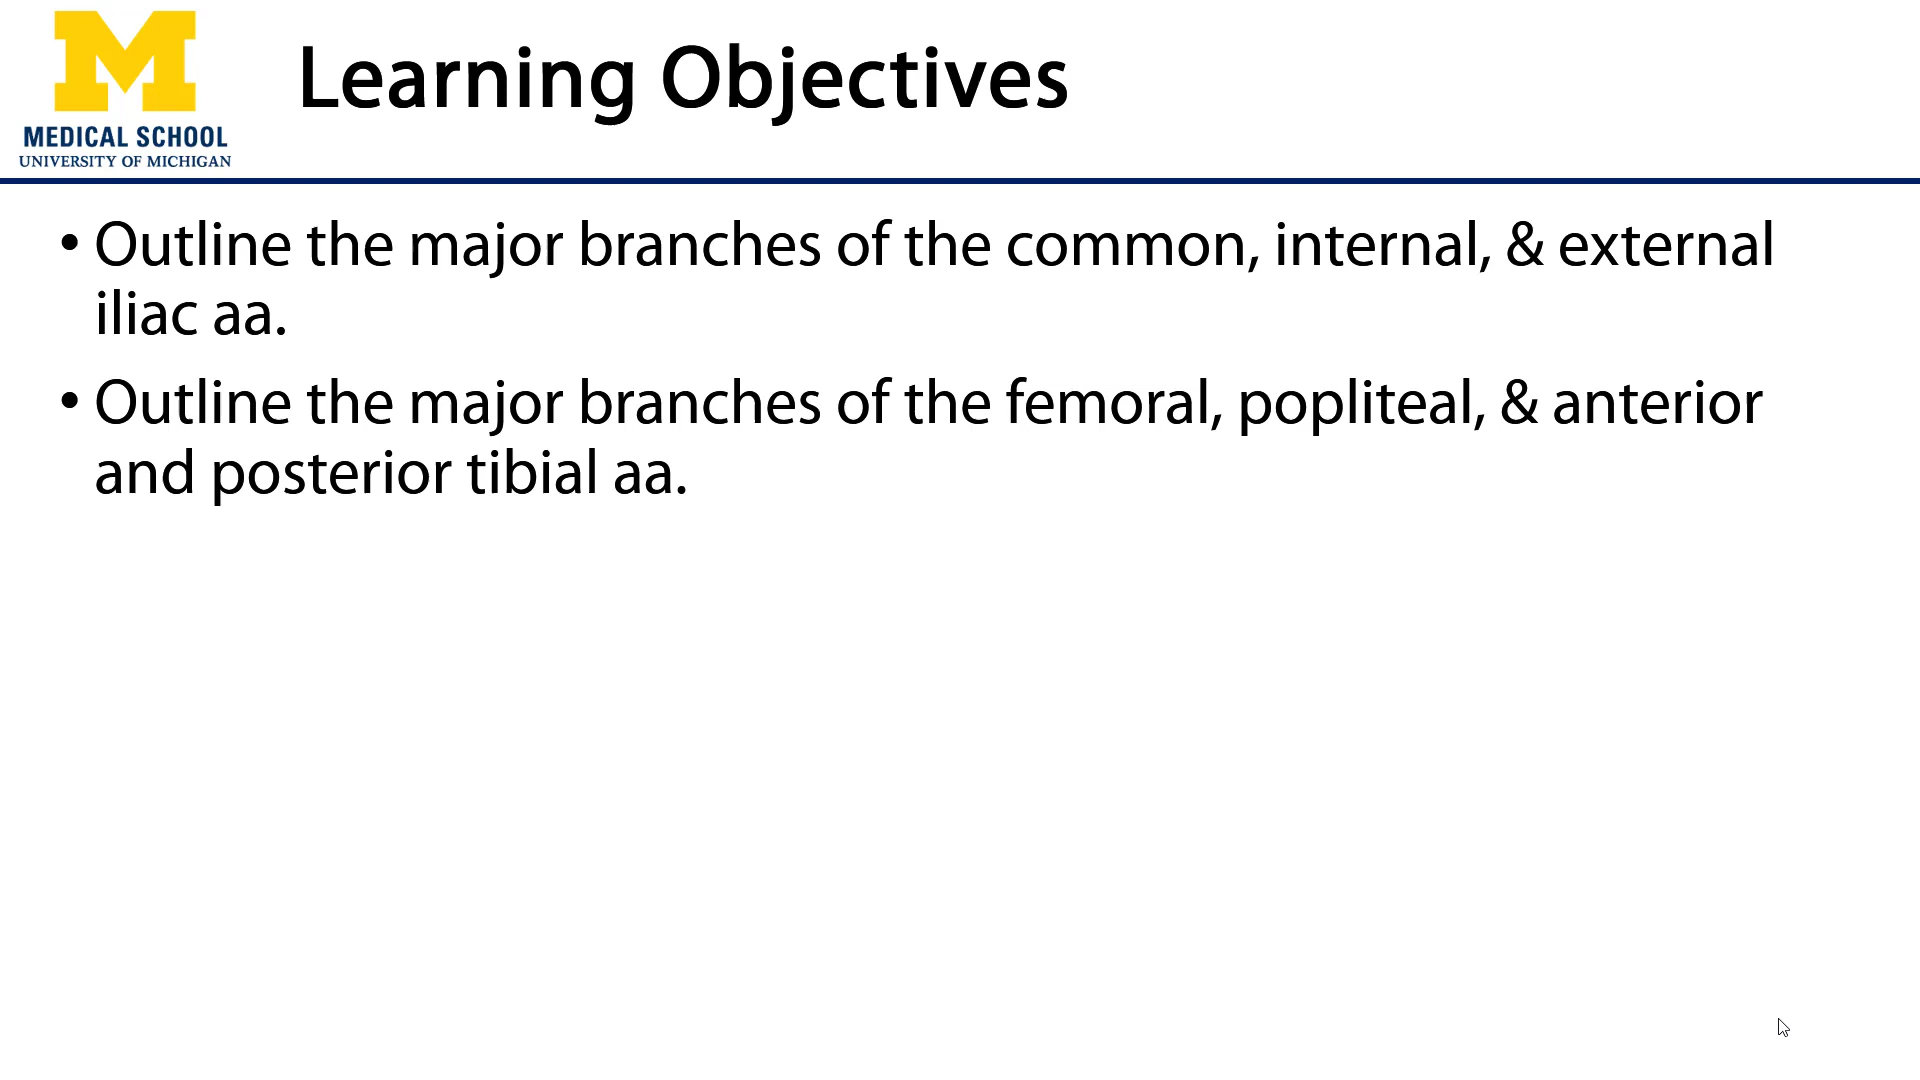 MEDICAL SCHOOL
UNIVERSITY OF MICHIGAN
Learning Objectives
• Outline the major branches of the common, internal, & external
iliac aa.
• Outline the major branches of the femoral, popliteal, & anterior
and posterior tibial aa.